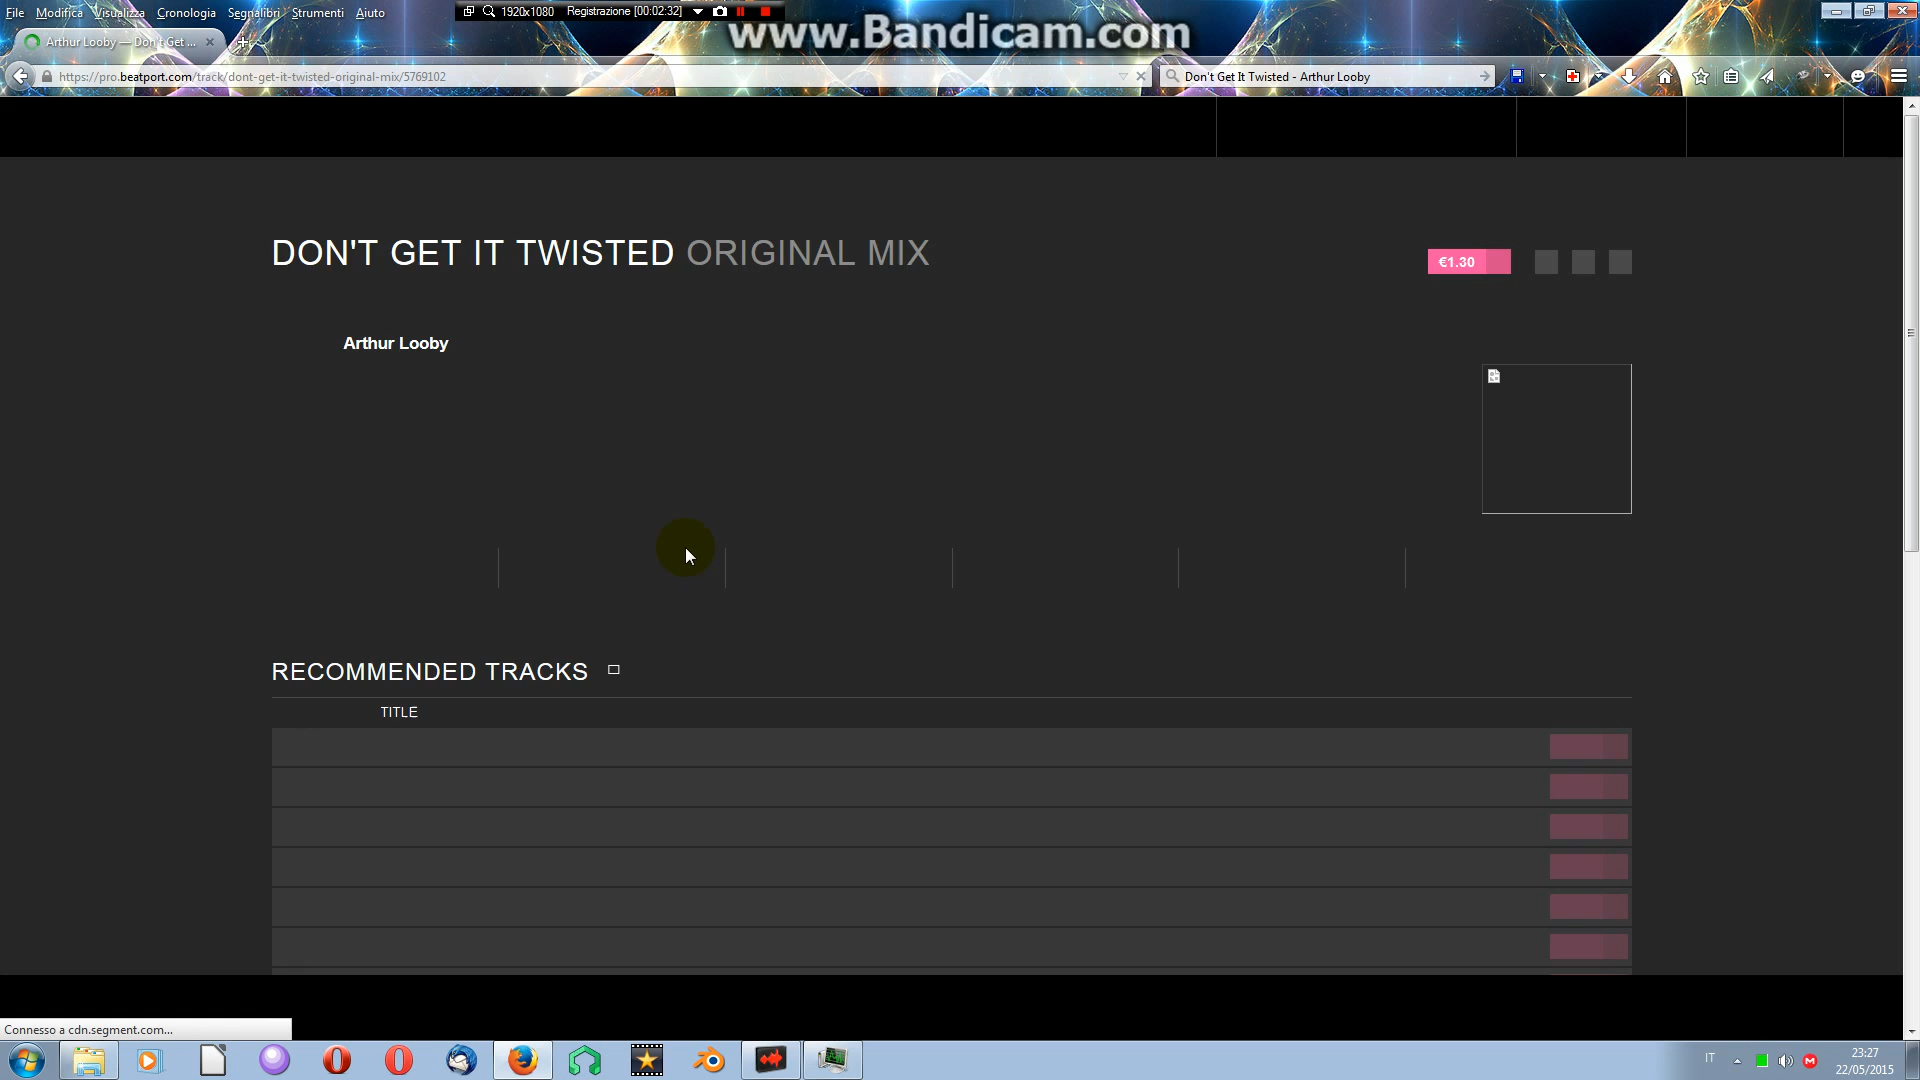 File Modifica Visualizza Cronologia Segnalibri Strumenti Aiuto
1920x1080 Registrazione [00:02:32]
www.Bandicam.com
Arthur Looby — Don't Get ...
https://pro.beatport.com/track/dont-get-it-twisted-original-mix/5769102
Don't Get It Twisted - Arthur Looby
DON'T GET IT TWISTED ORIGINAL MIX
€1.30
Arthur Looby
RECOMMENDED TRACKS
TITLE
Connesso a cdn.segment.com...
IT
23:27
22/05/2015